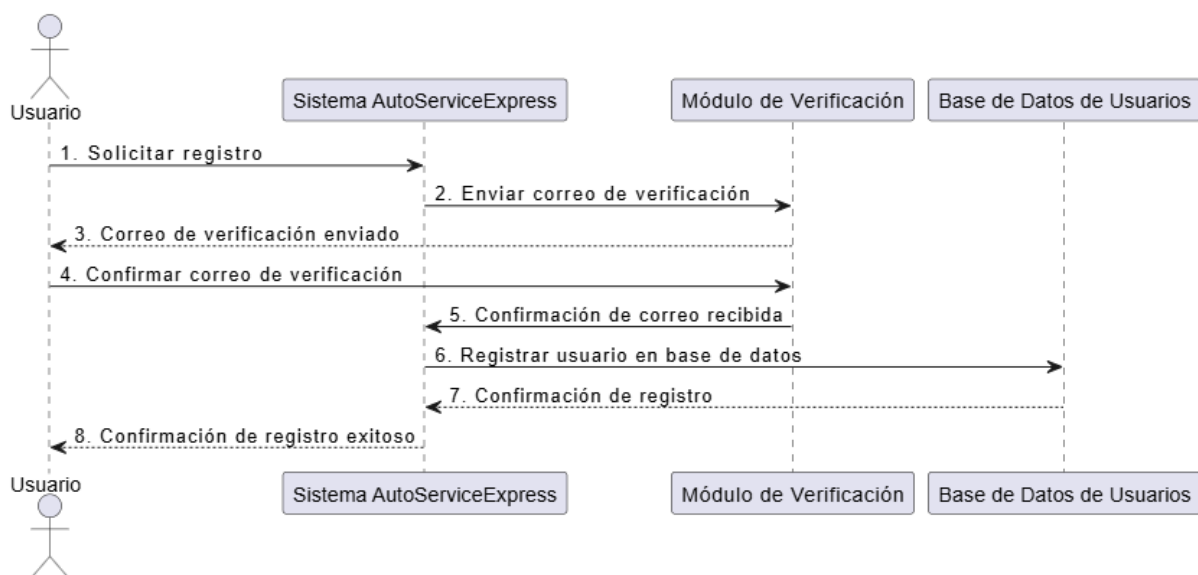 Usuario
Sistema AutoServiceExpress
Módulo de Verificación
Base de Datos de Usuarios
1. Solicitar registro
2. Enviar correo de verificación
3. Correo de verificación enviado
4. Confirmar correo de verificación
5. Confirmación de correo recibida
6. Registrar usuario en base de datos
7. Confirmación de registro
8. Confirmación de registro exitoso
Usuario
Sistema AutoServiceExpress
Módulo de Verificación
Base de Datos de Usuarios